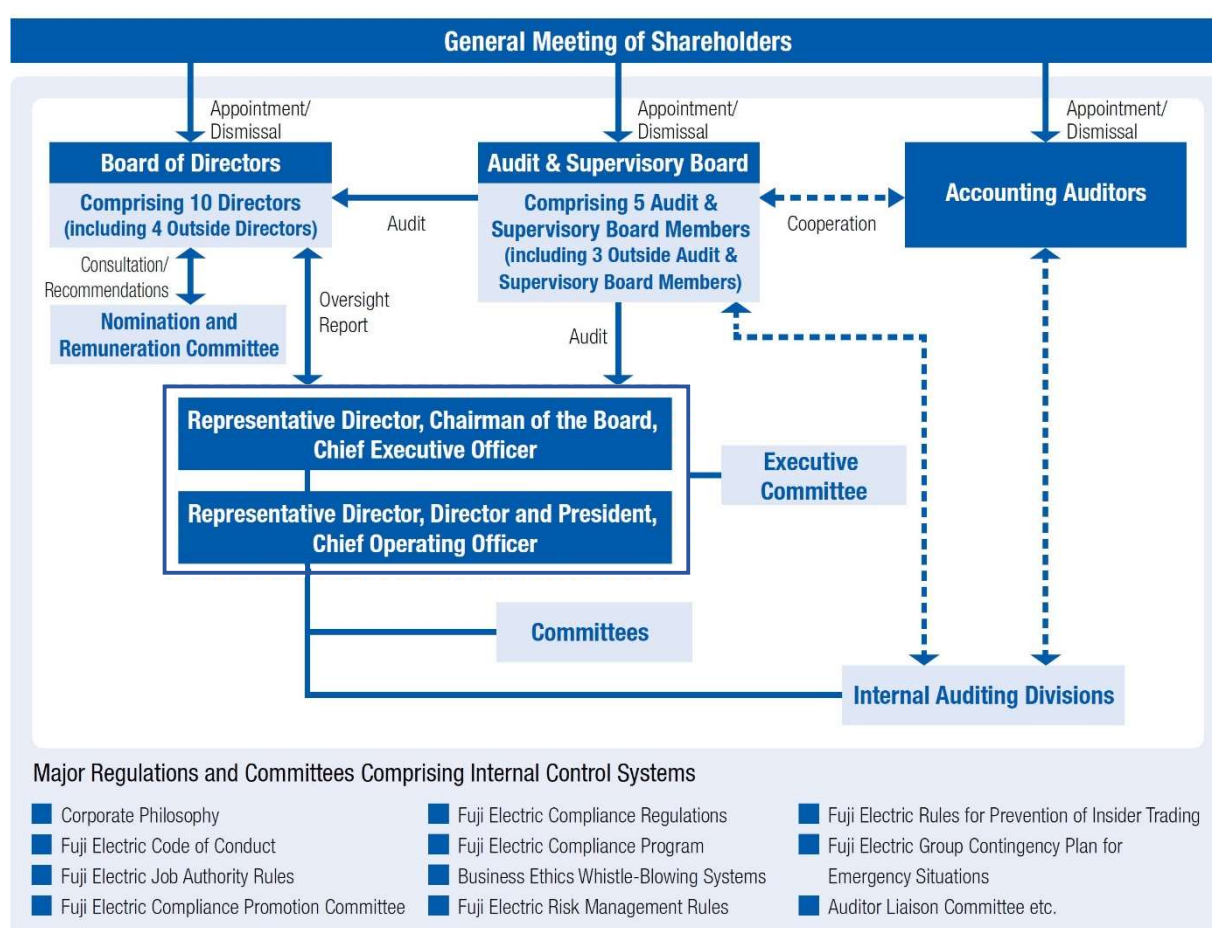 General Meeting of Shareholders
Appointment/
Dismissal
Appointment/
Dismissal
Appointment/
Dismissal
Board of Directors
Comprising 10 Directors
(including 4 Outside Directors)
Audit
Audit & Supervisory Board
Comprising 5 Audit &
Supervisory Board Members
(including 3 Outside Audit &
Supervisory Board Members)
Cooperation
Accounting Auditors
Consultation/
Recommendations
Nomination and
Remuneration Committee
Oversight
Report
Audit
Representative Director, Chairman of the Board,
Chief Executive Officer
Representative Director, Director and President,
Chief Operating Officer
Executive
Committee
Committees
Internal Auditing Divisions
Major Regulations and Committees Comprising Internal Control Systems
Corporate Philosophy
Fuji Electric Code of Conduct
Fuji Electric Job Authority Rules
Fuji Electric Compliance Promotion Committee
Fuji Electric Compliance Regulations
Fuji Electric Compliance Program
Business Ethics Whistle-Blowing Systems
Fuji Electric Risk Management Rules
Fuji Electric Rules for Prevention of Insider Trading
Fuji Electric Group Contingency Plan for
Emergency Situations
Auditor Liaison Committee etc.